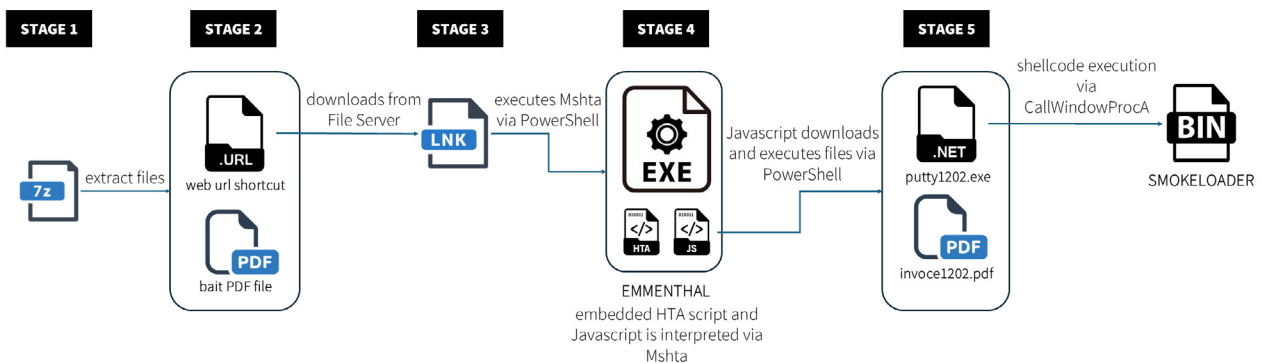 STAGE 1
STAGE 2
STAGE 3
STAGE 4
STAGE 5
7z
extract files
.URL
web url shortcut
PDF
bait PDF file
downloads from
File Server
LNK
executes Mshta
via PowerShell
EXE
010011
</>
HTA
010011
</>
JS
EMMENTHAL
embedded HTA script and
Javascript is interpreted via
Mshta
Javascript downloads
and executes files via
PowerShell
.NET
putty1202.exe
PDF
invoce1202.pdf
shellcode execution
via
CallWindowProcA
BIN
SMOKELOADER